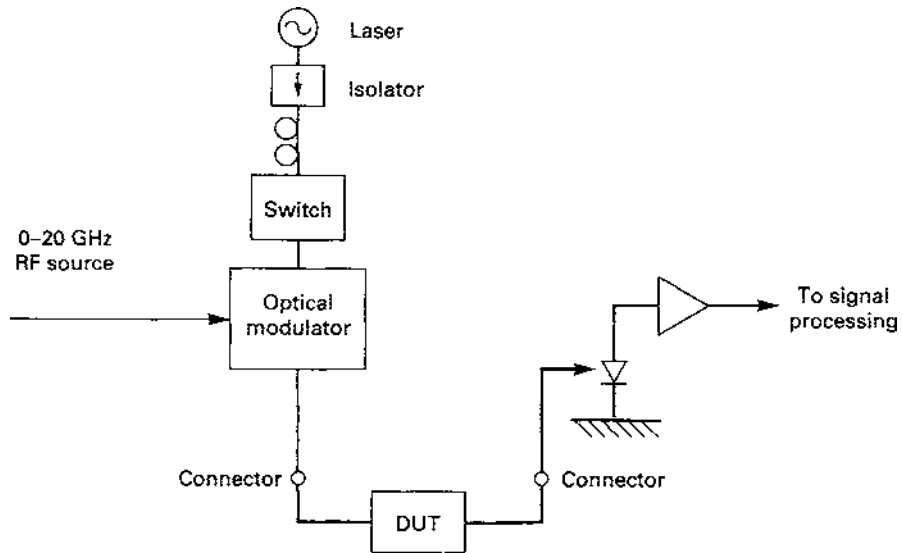 Laser
Isolator
Switch
0–20 GHz
RF source
Optical
modulator
To signal
processing
Connector
Connector
DUT